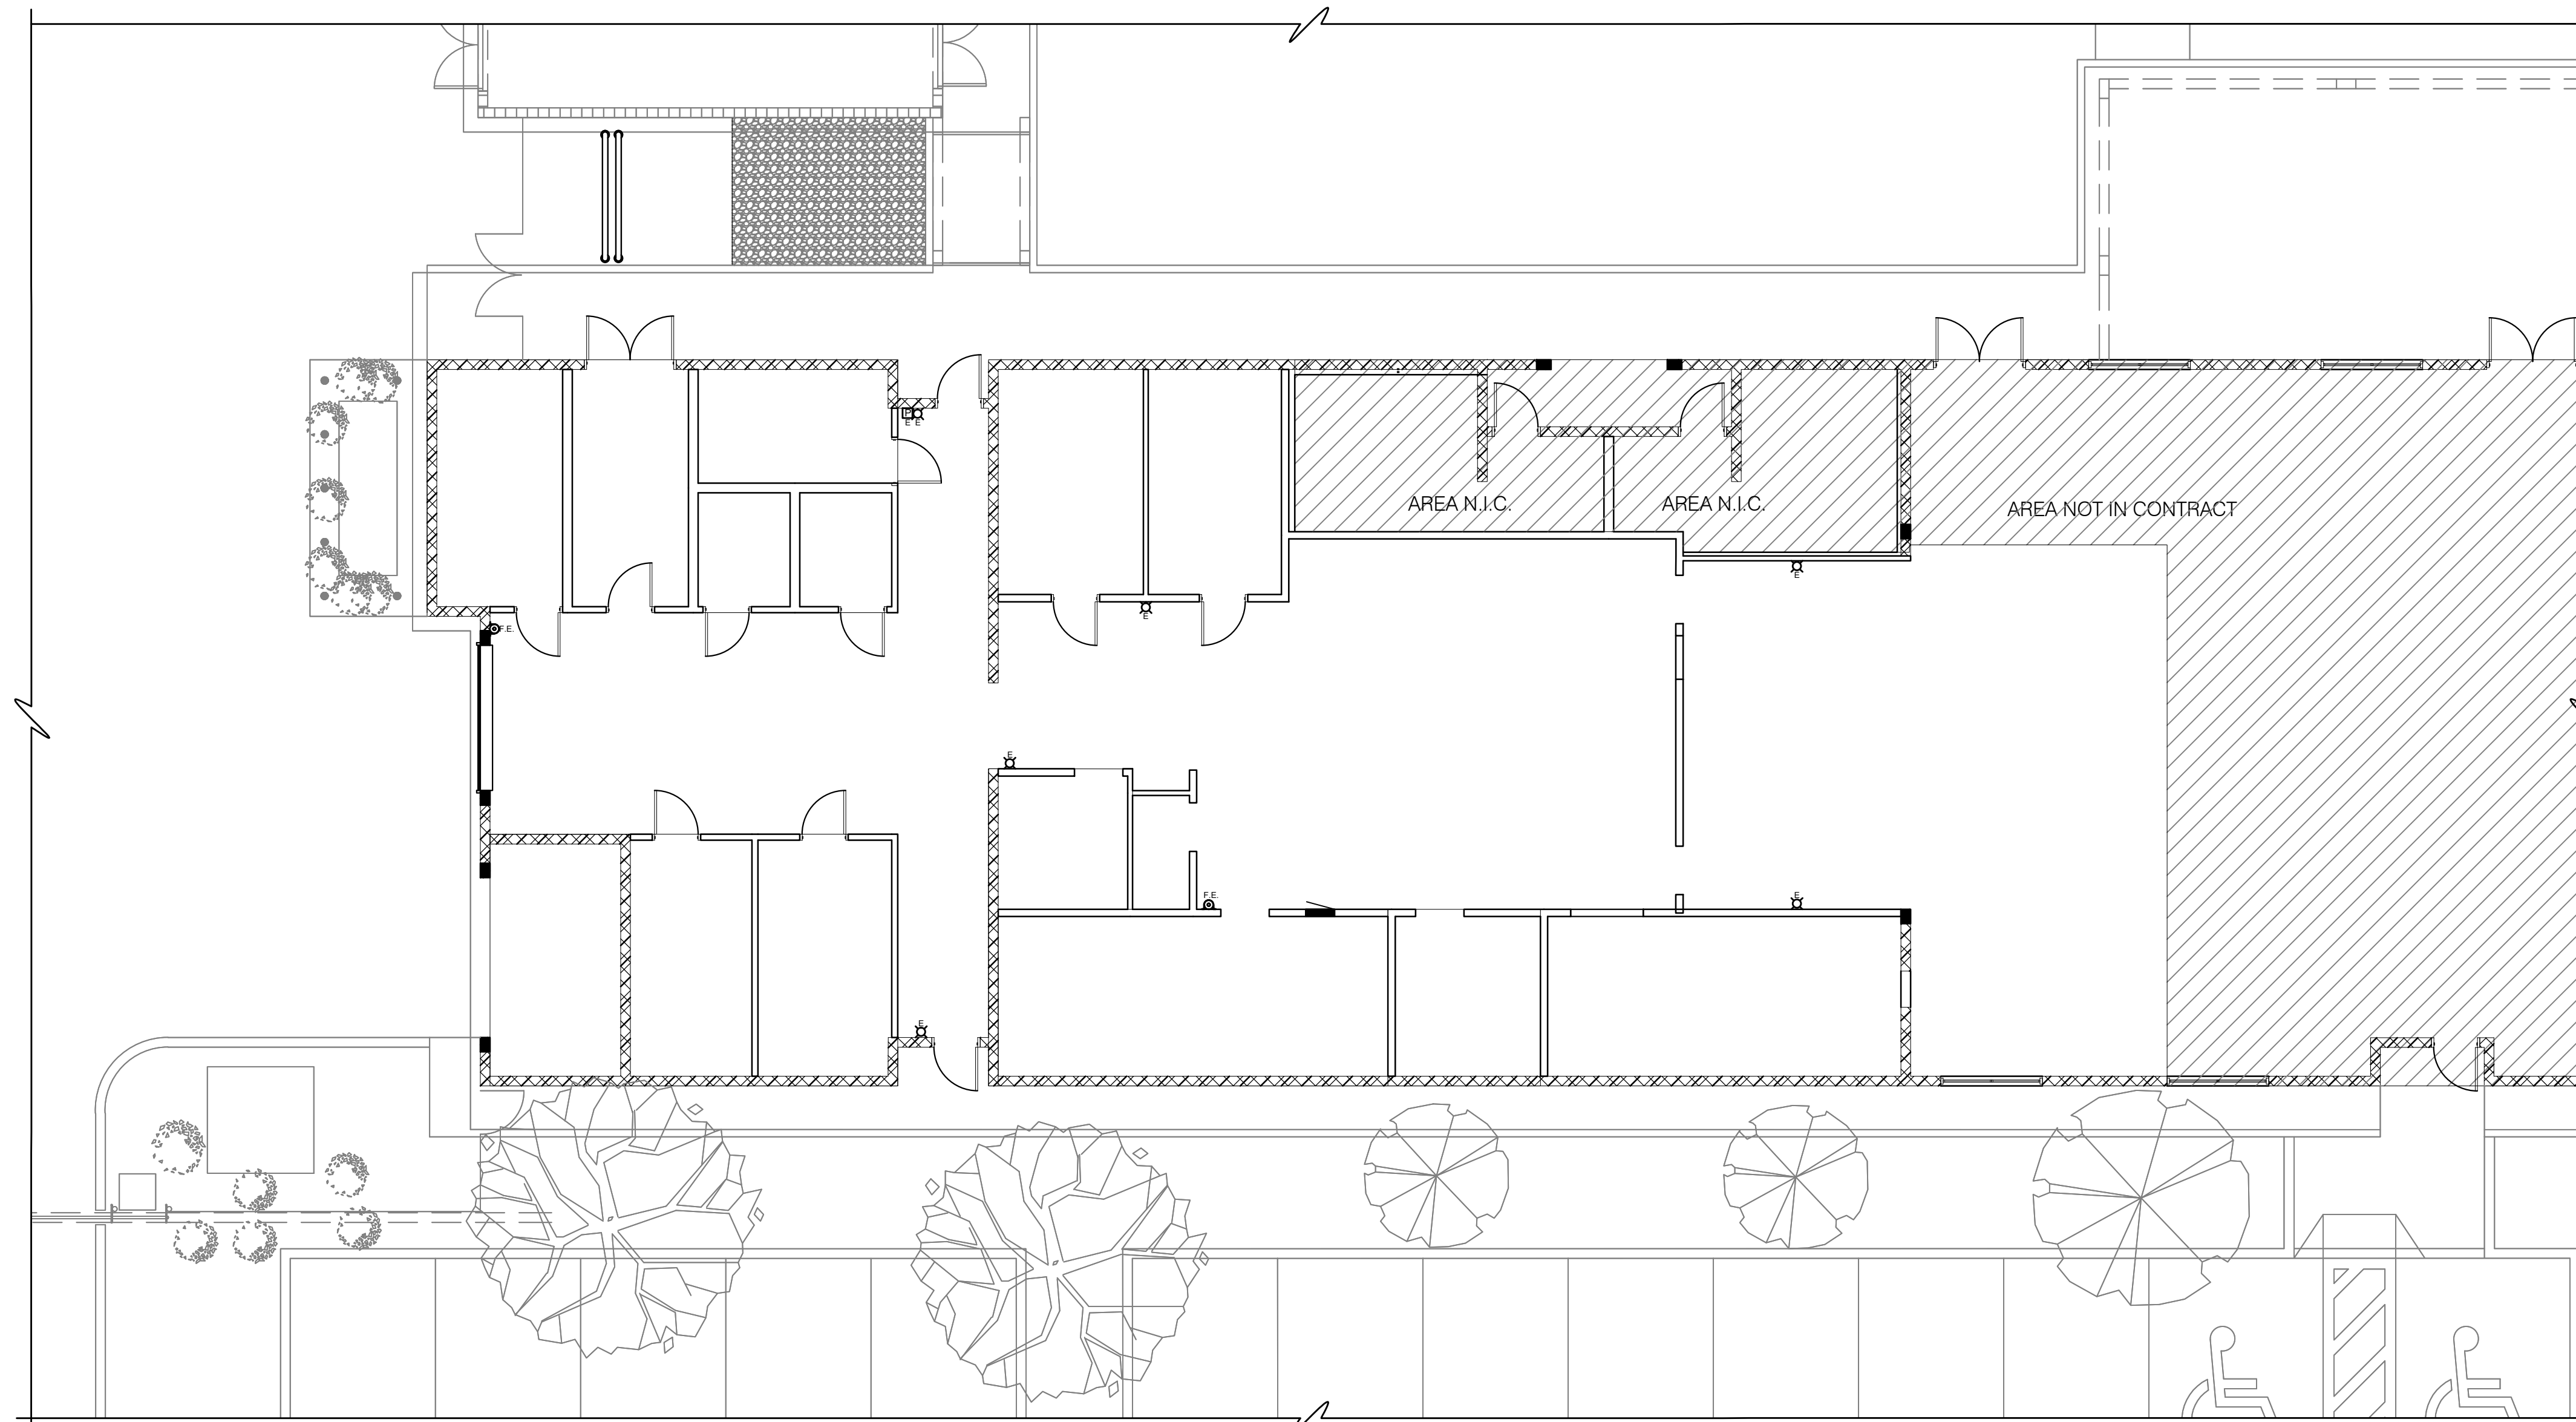 P
E E
AREA N.I.C.
AREA N.I.C.
AREA NOT IN CONTRACT
E
E
F.E.
E
F.E.
E
E